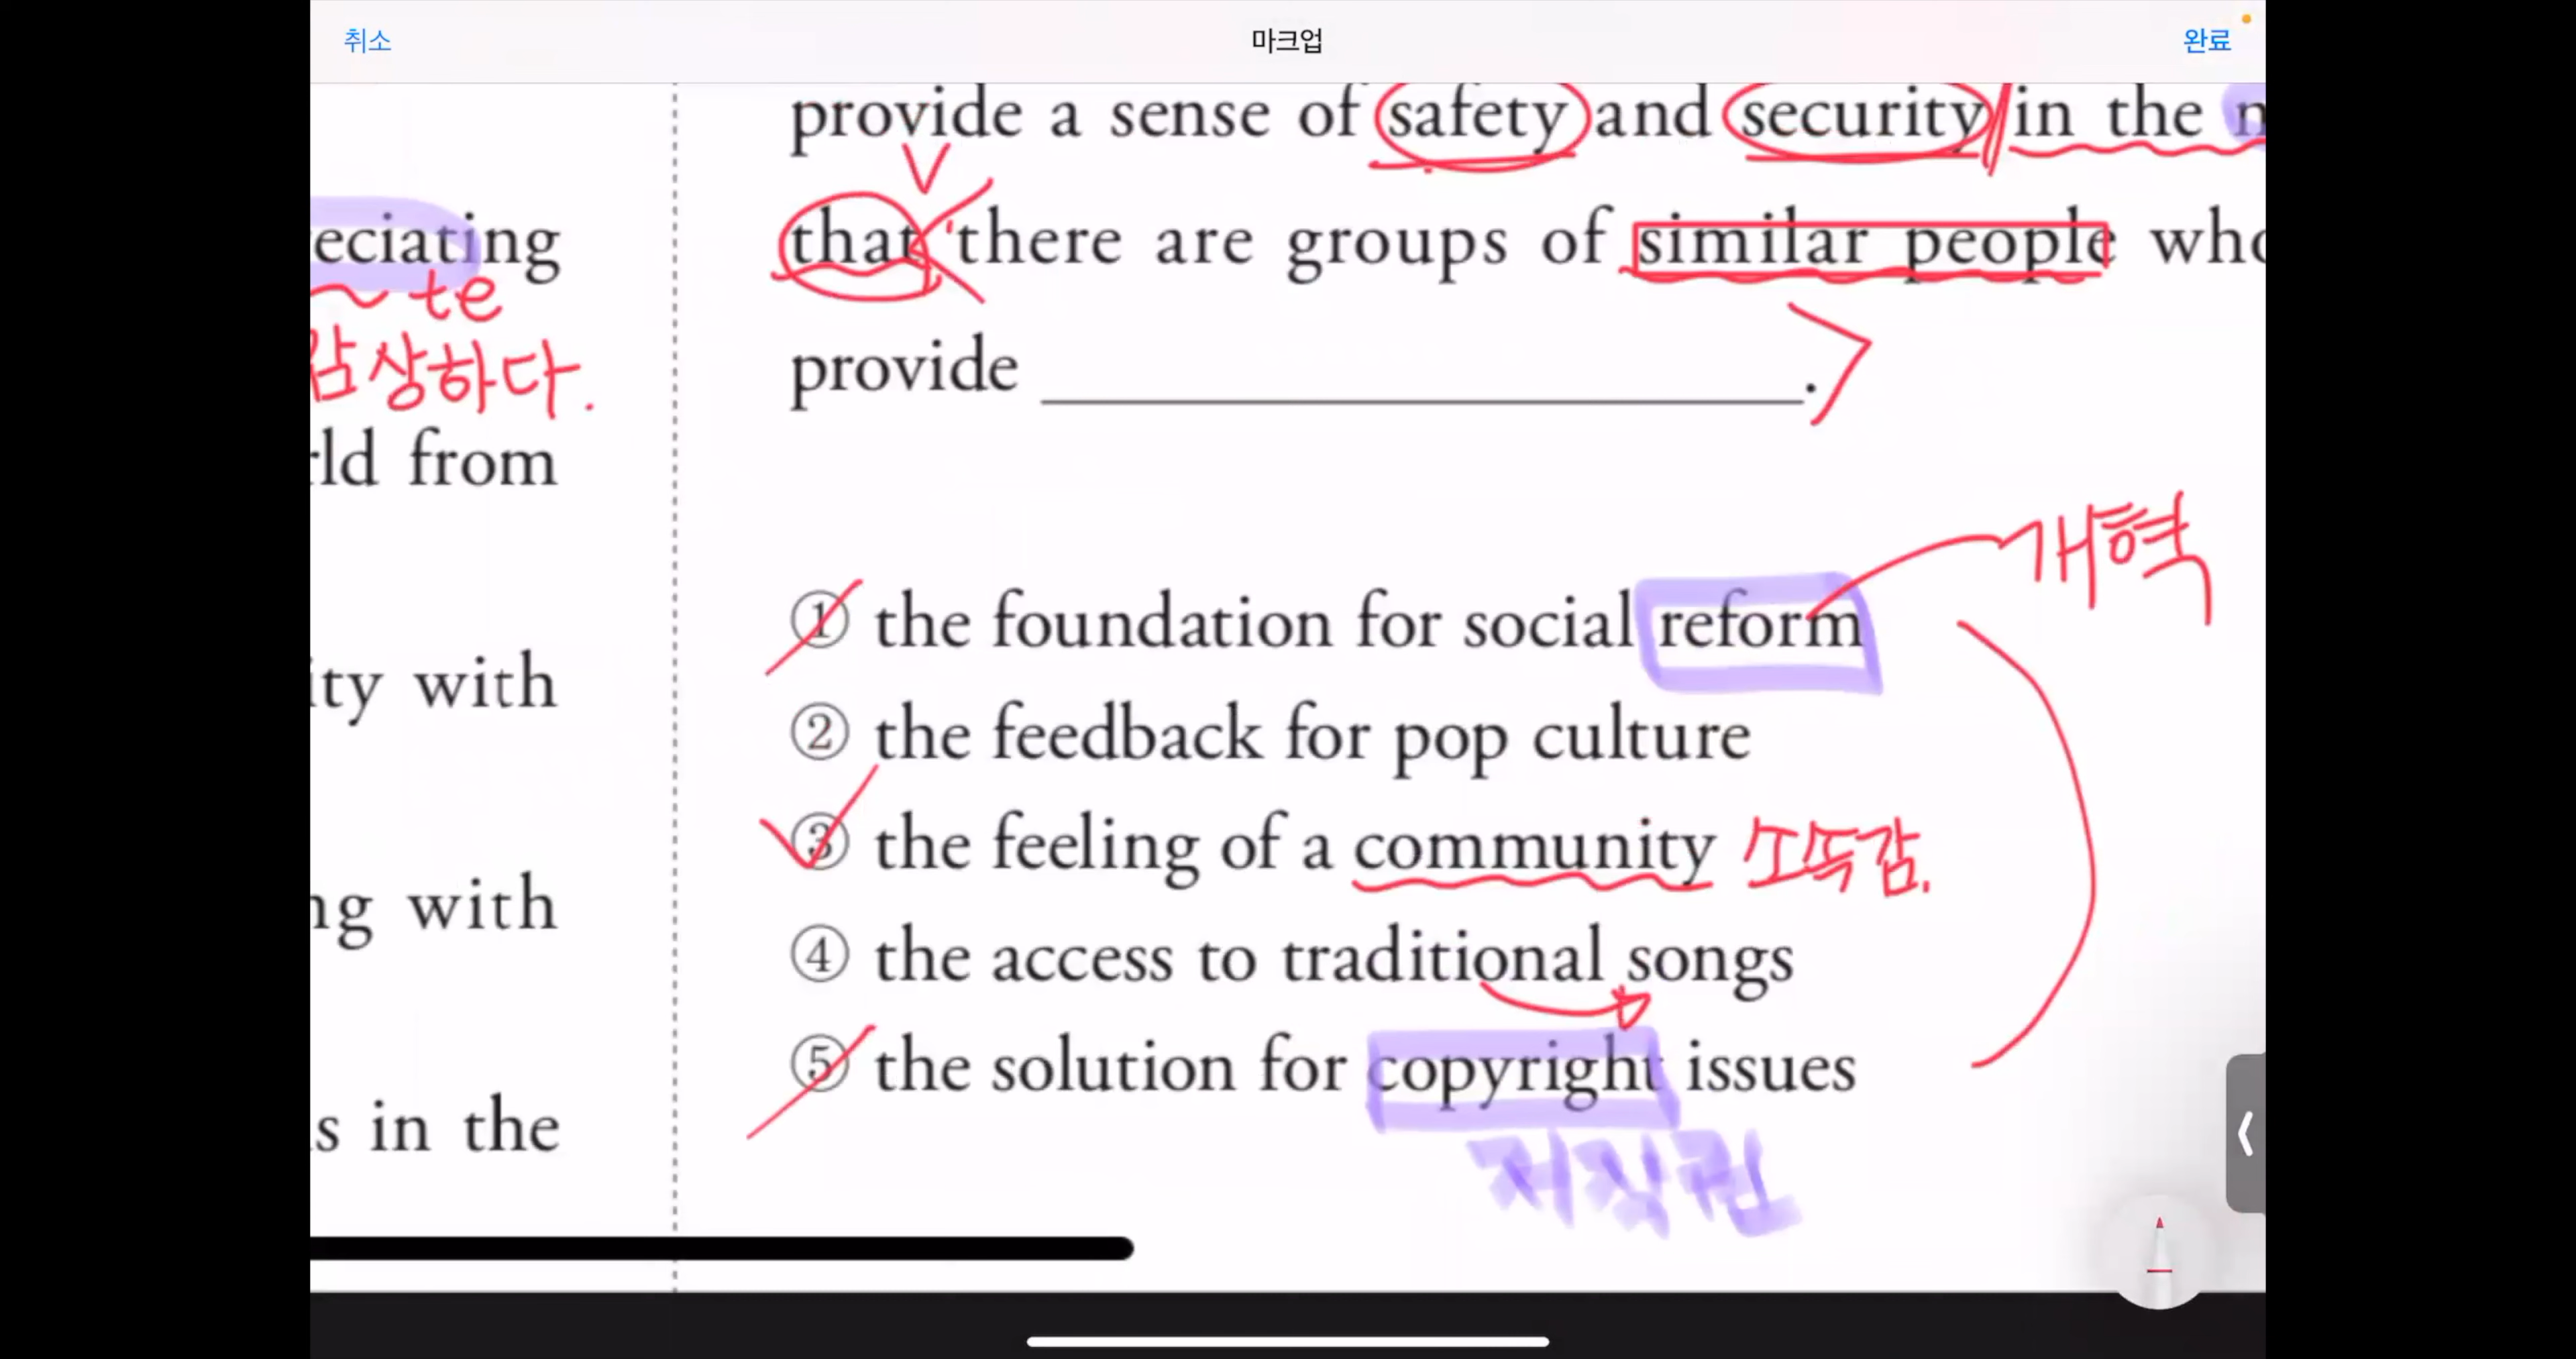 취소
마크업
완료
provide a sense of safety and security in the
that there are groups of similar people who
provide
개혁
① the foundation for social reform
② the feedback for pop culture
③ the feeling of a community 소속감.
④ the access to traditional songs
⑤ the solution for copyright issues
저작권
eciating
te
감상하다.
rld from
ity with
ng with
s in the